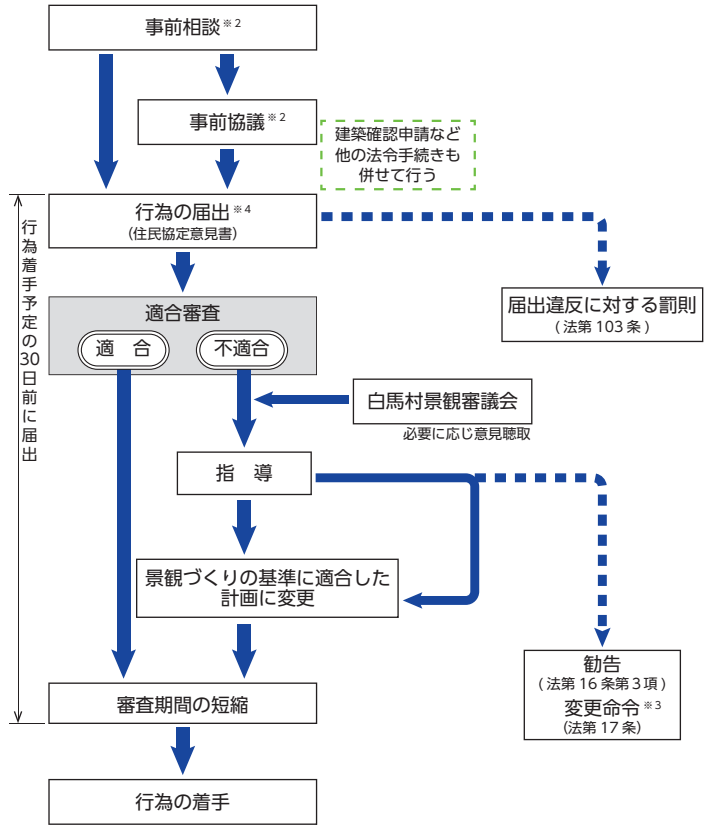 事前相談※2
事前協議※2
建築確認申請など
他の法令手続きも
併せて行う
行為の届出※4
(住民協定意見書)
行為着手予定の30日前に届出
届出違反に対する罰則
(法第103条)
適合審査
適　合
不適合
白馬村景観審議会
必要に応じ意見聴取
指　導
景観づくりの基準に適合した
計画に変更
勧告
(法第16条第3項)
変更命令※3
(法第17条)
審査期間の短縮
行為の着手